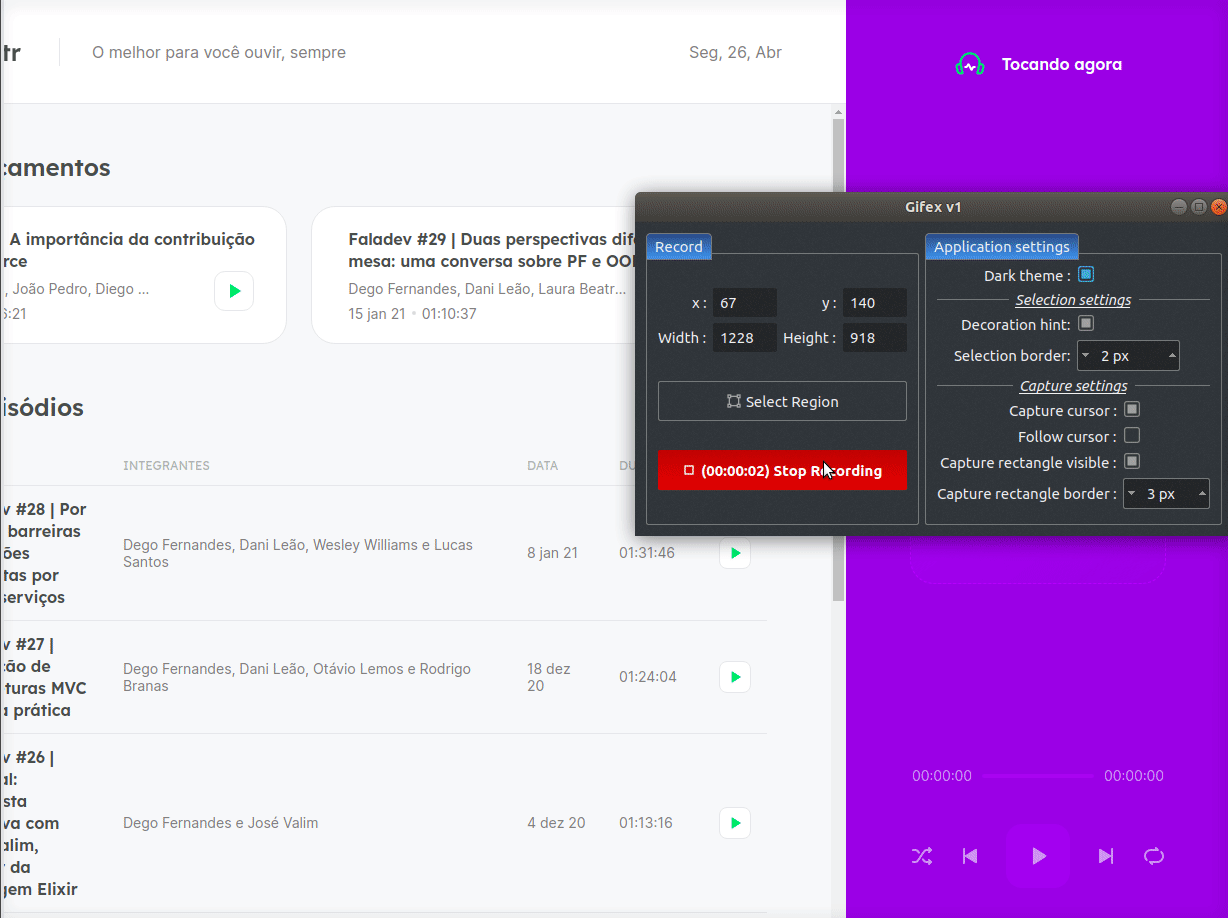 tr
O melhor para você ouvir, sempre
Seg, 26, Abr
Tocando agora
çamentos
A importância da contribuição
rce
, João Pedro, Diego ...
6:21
Faladev #29 | Duas perspectivas dif
mesa: uma conversa sobre PF e OO
Dego Fernandes, Dani Leão, Laura Beatr...
15 jan 21 • 01:10:37
Gifex v1
Record
x : 67
y : 140
Width : 1228
Height : 918
Select Region
(00:00:02) Stop Recording
Application settings
Dark theme :
Selection settings
Decoration hint:
Selection border: 2 px
Capture settings
Capture cursor :
Follow cursor :
Capture rectangle visible :
Capture rectangle border : 3 px
isódios
INTEGRANTES
DATA
DU
v #28 | Por
barreiras
ões
tas por
serviços
Dego Fernandes, Dani Leão, Wesley Williams e Lucas
Santos
8 jan 21
01:31:46
v #27 |
ção de
turas MVC
a prática
Dego Fernandes, Dani Leão, Otávio Lemos e Rodrigo
Branas
18 dez
20
01:24:04
v #26 |
al:
sta
va com
alim,
r da
gem Elixir
Dego Fernandes e José Valim
4 dez 20
01:13:16
00:00:00
00:00:00